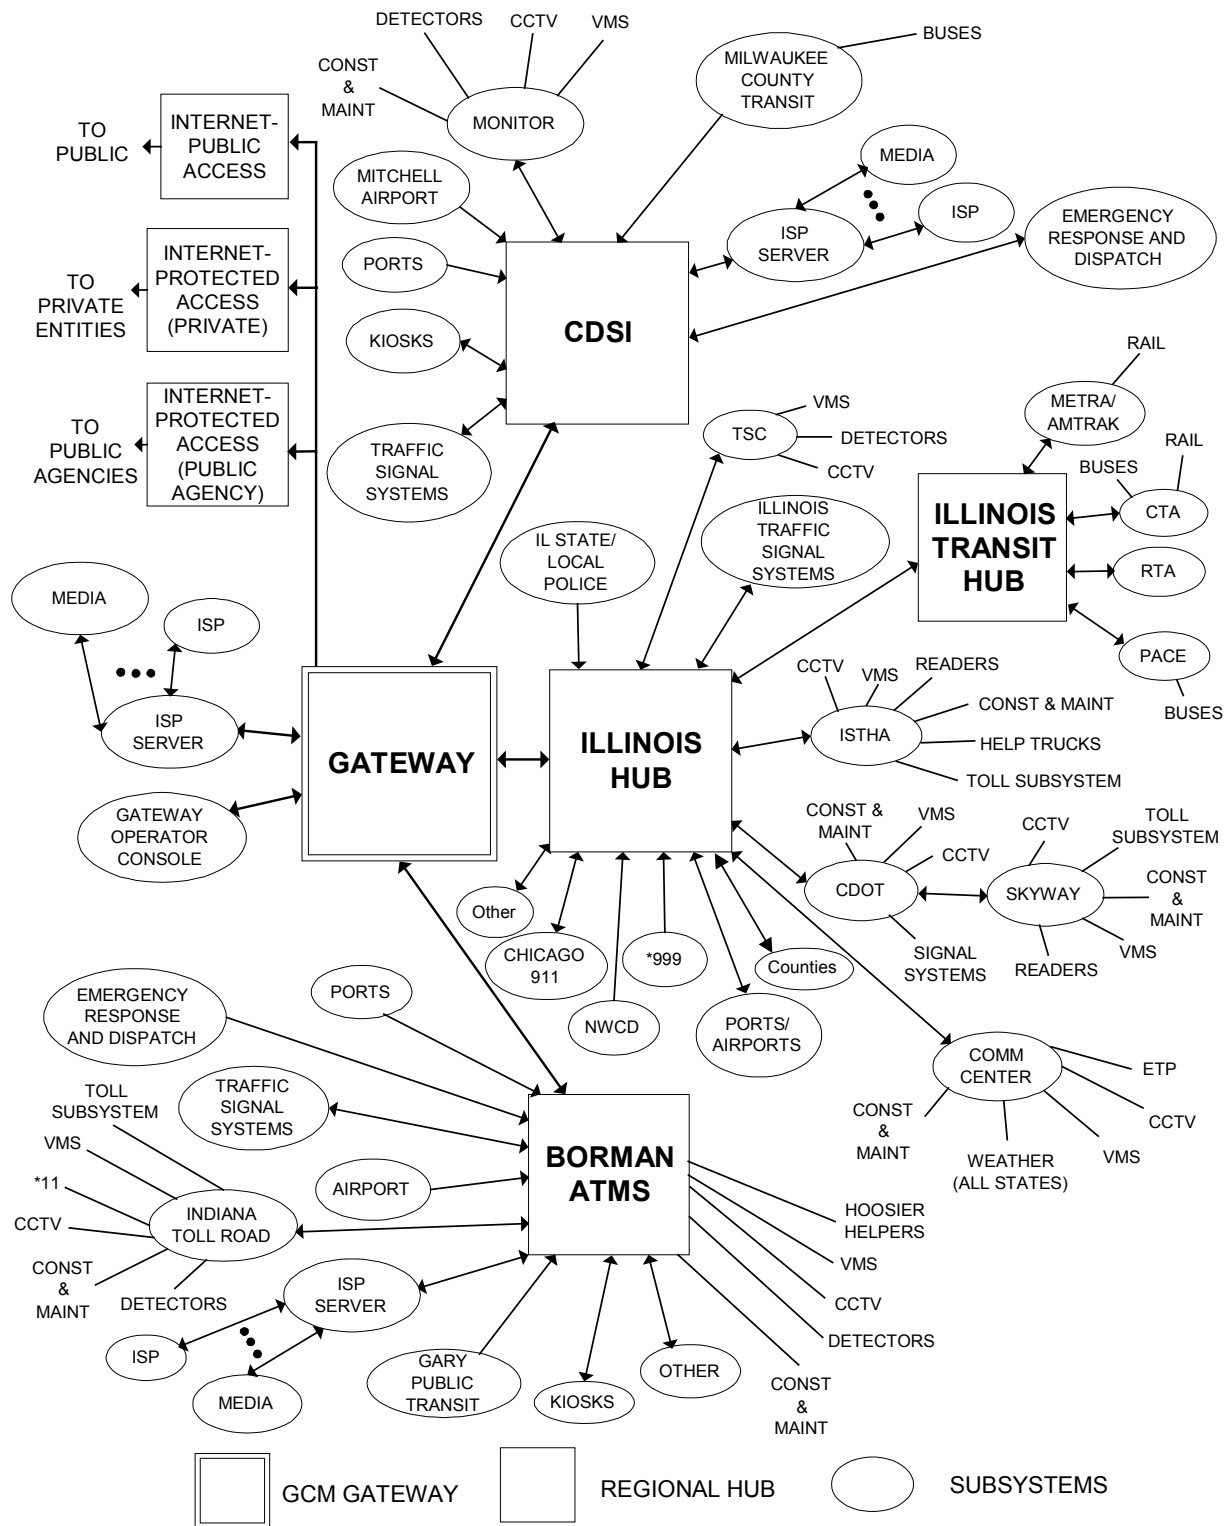 DETECTORS
CCTV
VMS
BUSES
CONST
&
MAINT
MONITOR
MILWAUKEE
COUNTY
TRANSIT
TO
PUBLIC
INTERNET-
PUBLIC
ACCESS
MITCHELL
AIRPORT
MEDIA
ISP
ISP
SERVER
EMERGENCY
RESPONSE AND
DISPATCH
PORTS
TO
PRIVATE
ENTITIES
INTERNET-
PROTECTED
ACCESS
(PRIVATE)
KIOSKS
CDSI
TO
PUBLIC
AGENCIES
INTERNET-
PROTECTED
ACCESS
(PUBLIC
AGENCY)
TRAFFIC
SIGNAL
SYSTEMS
TSC
VMS
DETECTORS
CCTV
RAIL
METRA/
AMTRAK
RAIL
BUSES
CTA
ILLINOIS
TRANSIT
HUB
RTA
PACE
BUSES
IL STATE/
LOCAL
POLICE
ILLINOIS
TRAFFIC
SIGNAL
SYSTEMS
MEDIA
ISP
ISP
SERVER
GATEWAY
OPERATOR
CONSOLE
GATEWAY
ILLINOIS
HUB
CCTV
VMS
READERS
CONST & MAINT
ISTHA
HELP TRUCKS
TOLL SUBSYSTEM
CONST &
MAINT
VMS
CCTV
CDOT
SIGNAL
SYSTEMS
CCTV
TOLL
SUBSYSTEM
SKYWAY
CONST
&
MAINT
VMS
READERS
Other
CHICAGO
911
NWCD
*999
PORTS/
AIRPORTS
Counties
COMM
CENTER
ETP
CCTV
VMS
WEATHER
(ALL STATES)
CONST
&
MAINT
EMERGENCY
RESPONSE
AND DISPATCH
PORTS
TRAFFIC
SIGNAL
SYSTEMS
AIRPORT
TOLL
SUBSYSTEM
VMS
*11
CCTV
CONST
&
MAINT
INDIANA
TOLL ROAD
DETECTORS
BORMAN
ATMS
HOOSIER
HELPERS
VMS
CCTV
DETECTORS
CONST
&
MAINT
ISP
SERVER
ISP
MEDIA
GARY
PUBLIC
TRANSIT
KIOSKS
OTHER
GCM GATEWAY
REGIONAL HUB
SUBSYSTEMS